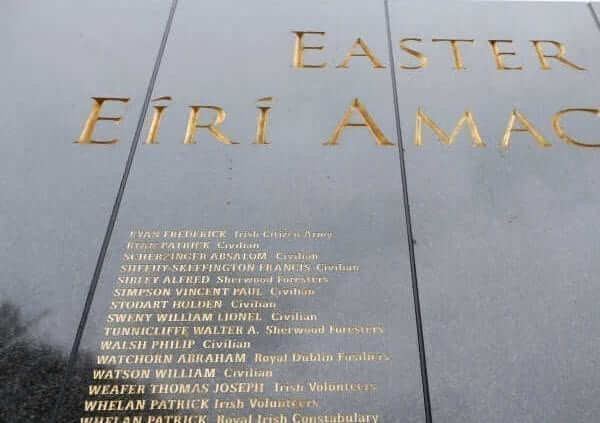 EASTER
EÍRÍ AMAC
RYAN FREDERICK Irish Citizen Army
RYAN PATRICK Civilian
SCHERZINGER ABSALOM Civilian
SHEEHY-SKEFFINGTON FRANCIS Civilian
SIBLEY ALFRED Sherwood Foresters
SIMPSON VINCENT PAUL Civilian
STODART HOLDEN Civilian
SWENY WILLIAM LIONEL Civilian
TUNNICLIFFE WALTER A. Sherwood Foresters
WALSH PHILIP Civilian
WATCHORN ABRAHAM Royal Dublin Fusiliers
WATSON WILLIAM Civilian
WEAFER THOMAS JOSEPH Irish Volunteers
WHELAN PATRICK Irish Volunteers
WHELAN PATRICK Royal Irish Constabulary